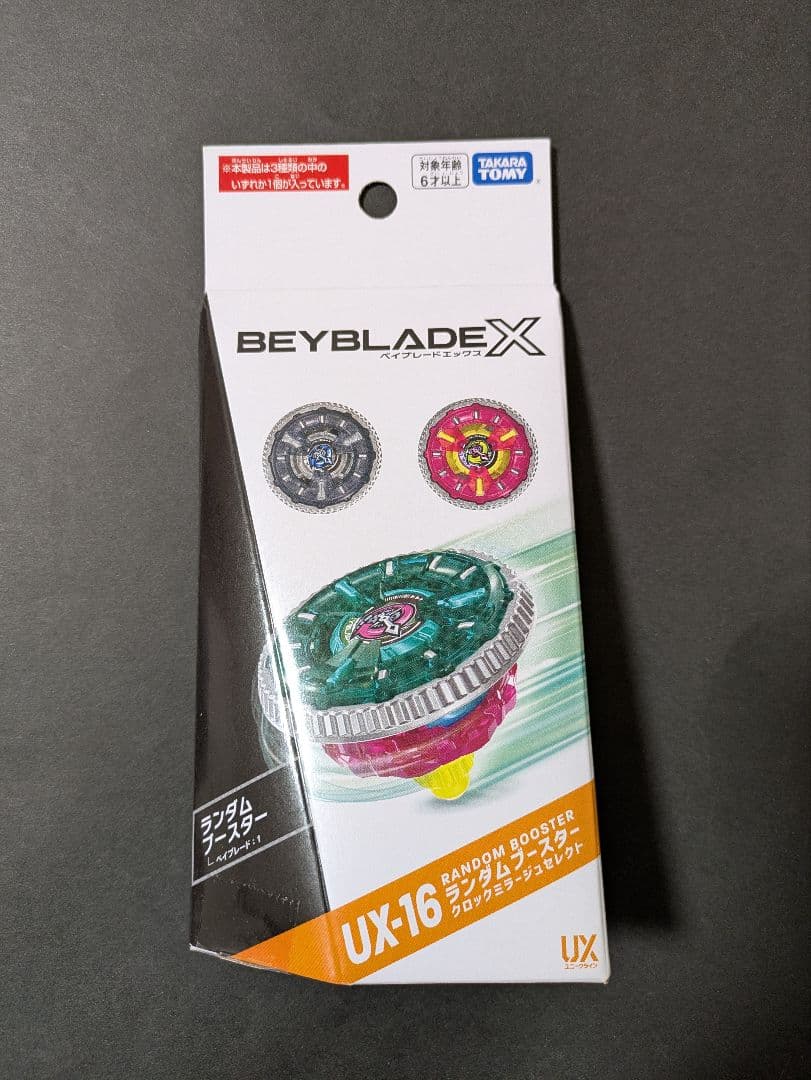 ※本製品は3種類の中の
いずれか1個が入っています。
対象年齢
6才以上
TAKARA
TOMY
BEYBLADE X
ベイブレードエックス
ランダム
ブースター
ベイブレード:1
UX-16
RANDOM BOOSTER
ランダムブースター
クロックミラージュセレクト
UX
ユニークライン